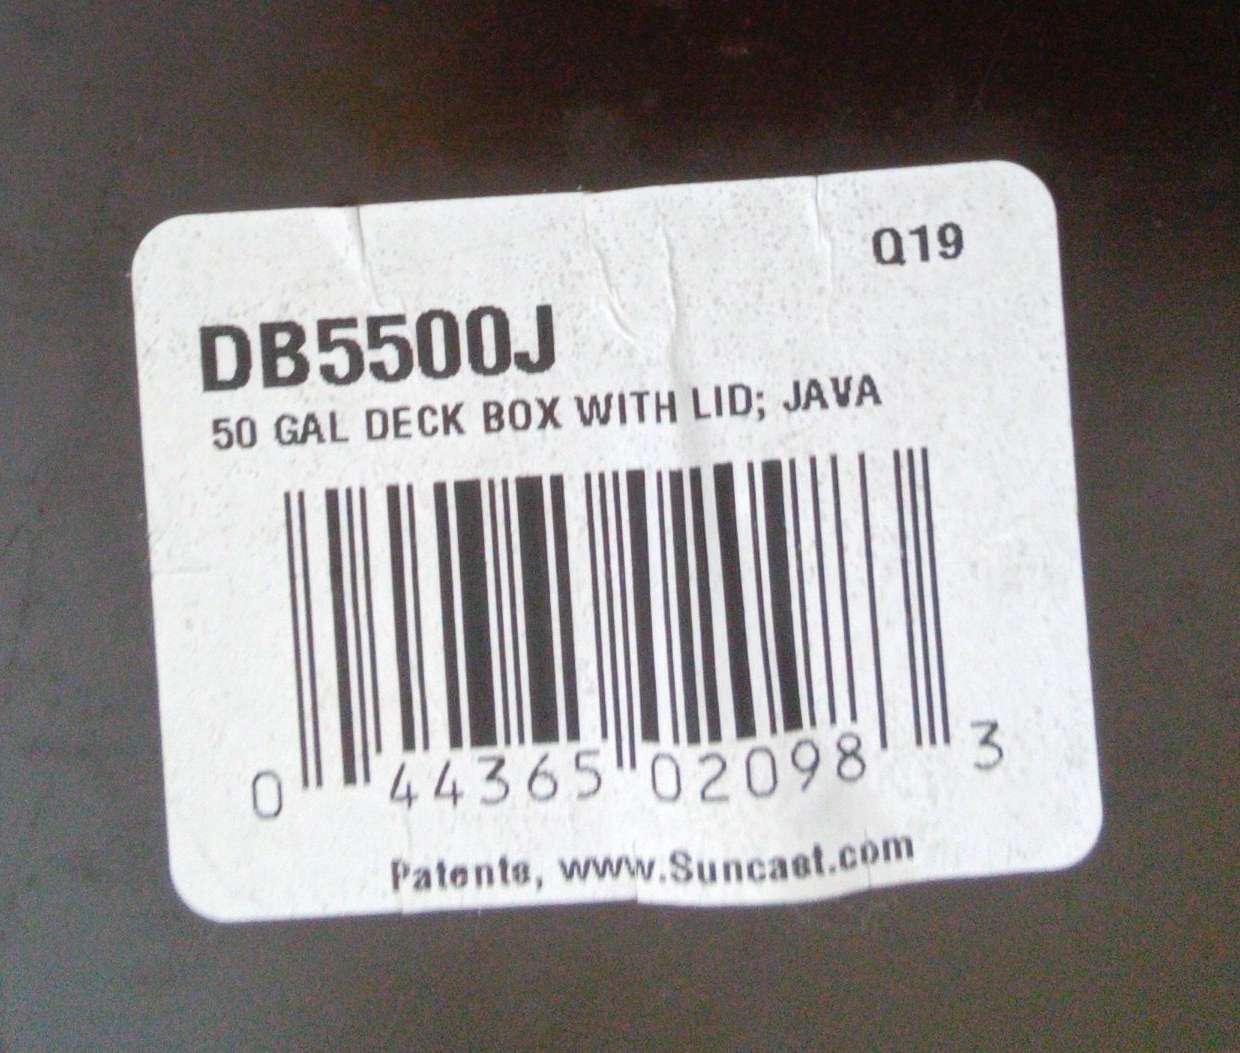 Q19
DB5500J
50 GAL DECK BOX WITH LID; JAVA
0 44365 02098 3
Patents, www.Suncast.com